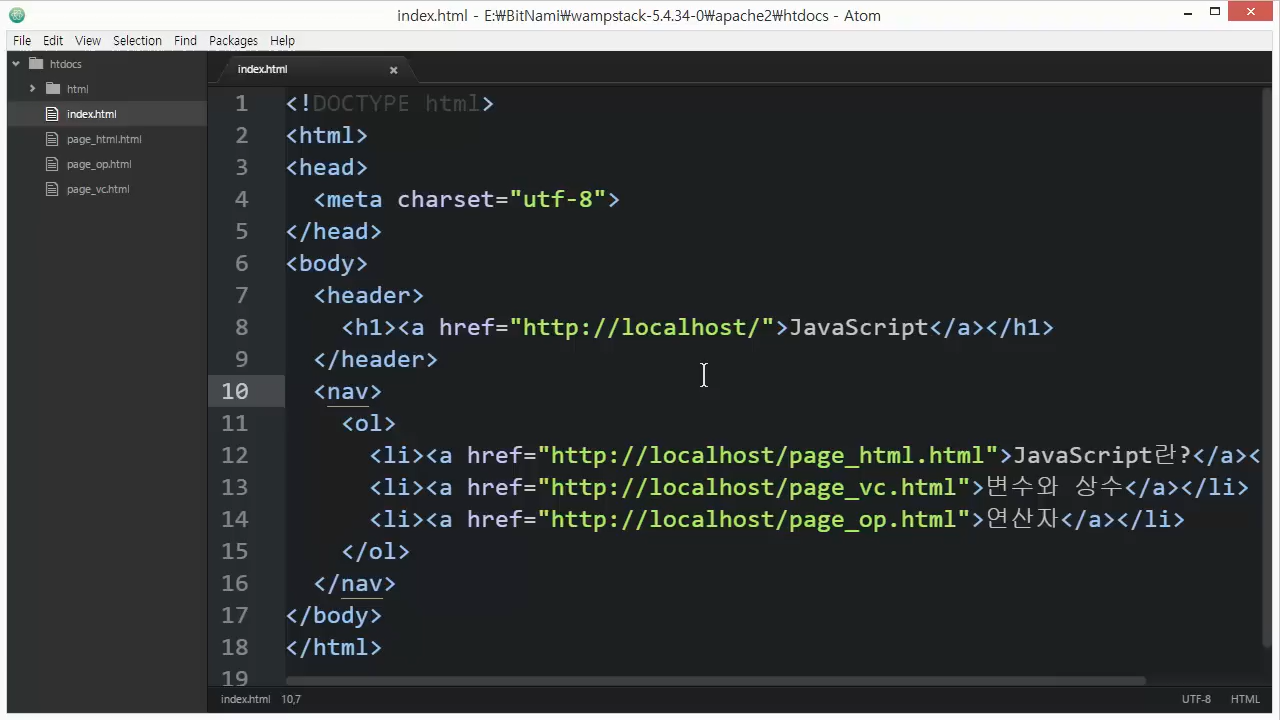 index.html - E:₩BitNami₩wampstack-5.4.34-0₩apache2₩htdocs - Atom
File Edit View Selection Find Packages Help
htdocs
html
index.html
page_html.html
page_op.html
page_vc.html
index.html
1 <!DOCTYPE html>
2 <html>
3 <head>
4 <meta charset="utf-8">
5 </head>
6 <body>
7 <header>
8 <h1><a href="http://localhost/">JavaScript</a></h1>
9 </header>
10 <nav>
11 <ol>
12 <li><a href="http://localhost/page_html.html">JavaScript란?</a><
13 <li><a href="http://localhost/page_vc.html">변수와 상수</a></li>
14 <li><a href="http://localhost/page_op.html">연산자</a></li>
15 </ol>
16 </nav>
17 </body>
18 </html>
19
index.html 10,7 UTF-8 HTML